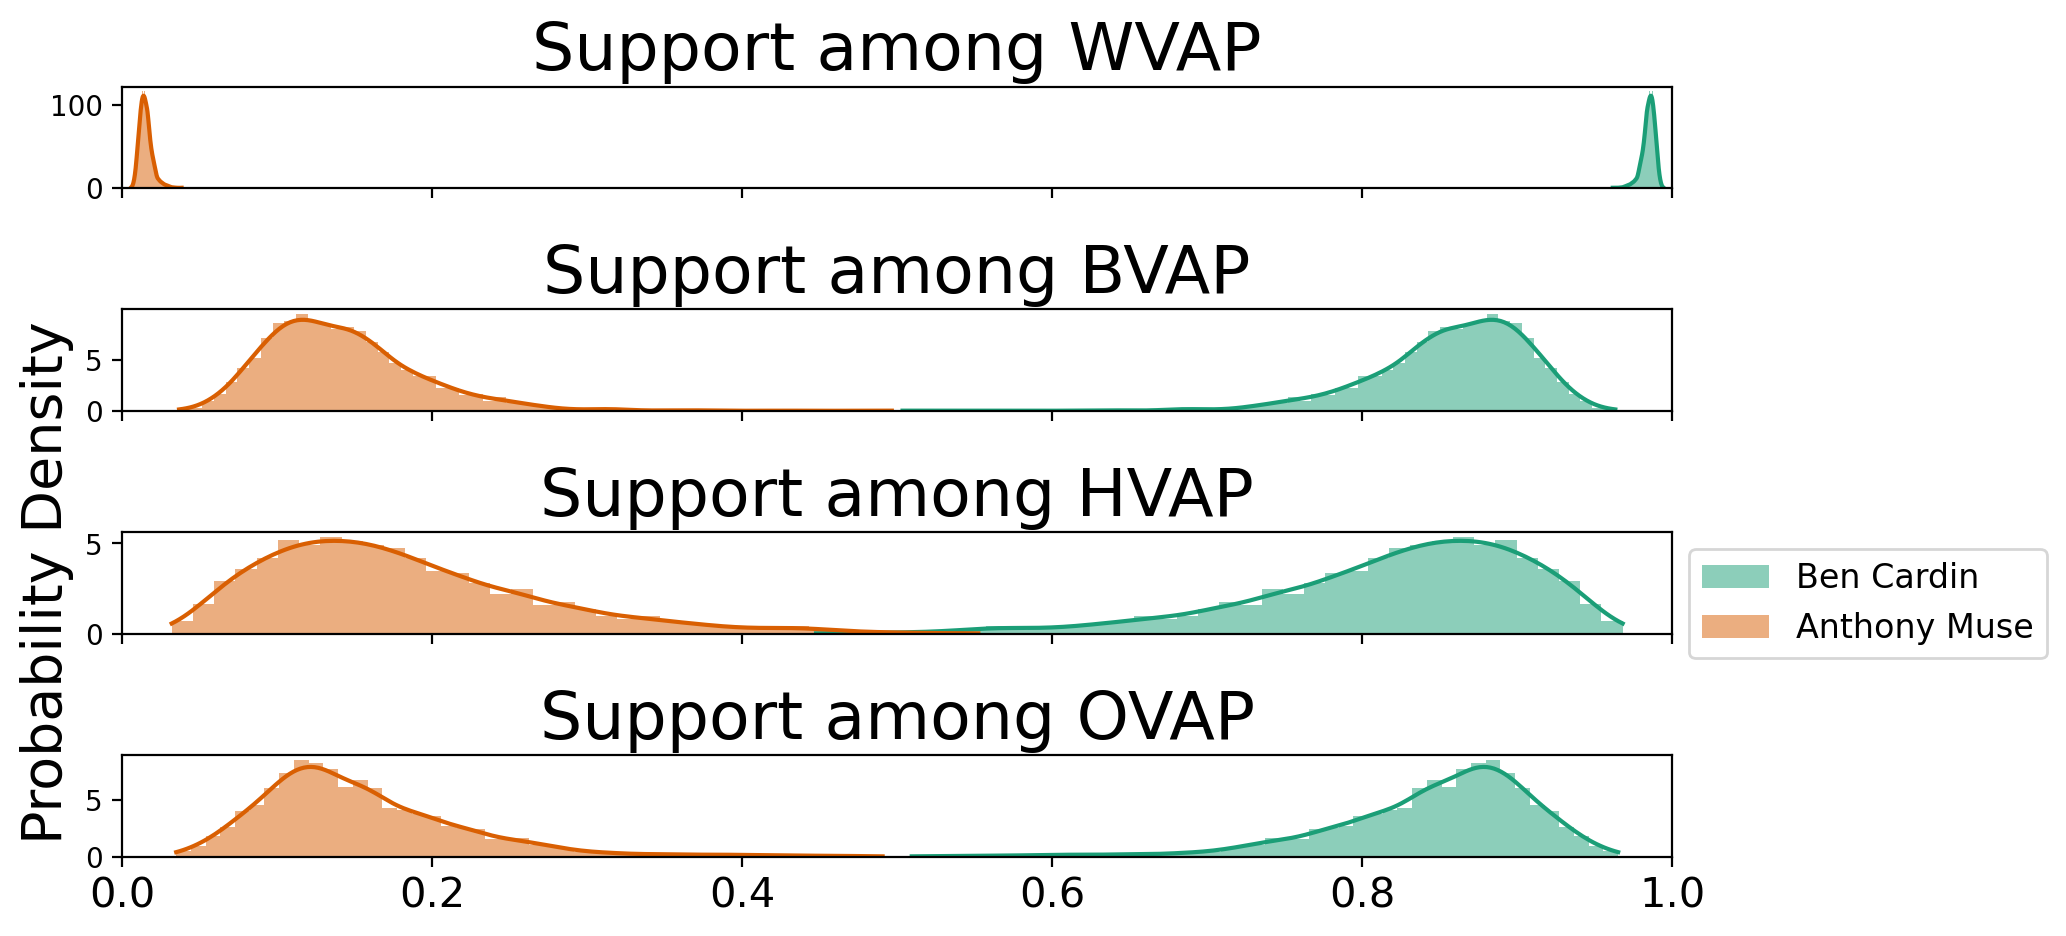 Support among WVAP
100
0
Support among BVAP
5
0
Support among HVAP
5
0
Support among OVAP
5
0
0.0 0.2 0.4 0.6 0.8 1.0
Probability Density
Ben Cardin
Anthony Muse